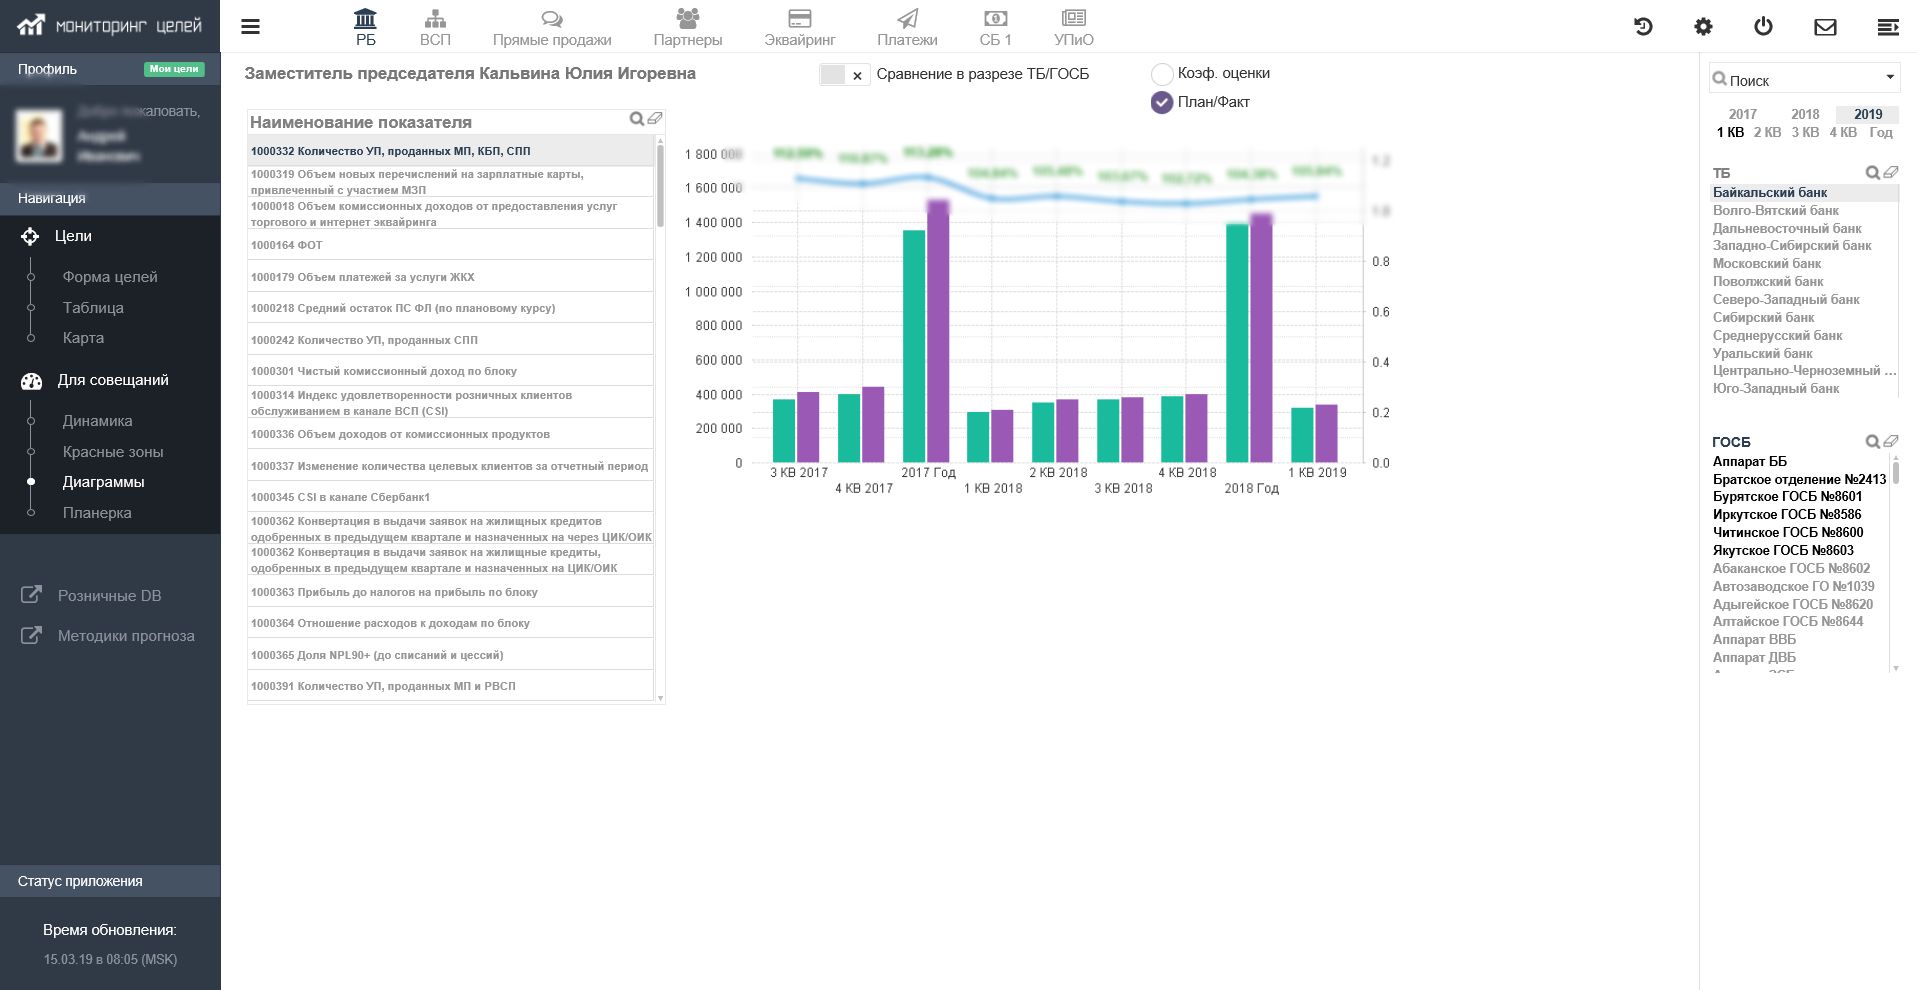 мониторинг целей
РБ
ВСП
Прямые продажи
Партнеры
Эквайринг
Платежи
СБ 1
УПиО
Профиль
Мои цели
Навигация
Цели
Форма целей
Таблица
Карта
Для совещаний
Динамика
Красные зоны
Диаграммы
Планерка
Розничные DB
Методики прогноза
Статус приложения
Время обновления:
15.03.19 в 08:05 (MSK)
Заместитель председателя Кальвина Юлия Игоревна
Сравнение в разрезе ТБ/ГОСБ
Коэф. оценки
План/Факт
Наименование показателя
1000332 Количество УП, проданных МП, КБП, СПП
1000319 Объем новых перечислений на зарплатные карты,
привлеченный с участием МЗП
1000018 Объем комиссионных доходов от предоставления услуг
торгового и интернет эквайринга
1000164 ФОТ
1000179 Объем платежей за услуги ЖКХ
1000218 Средний остаток ПС ФЛ (по плановому курсу)
1000242 Количество УП, проданных СПП
1000301 Чистый комиссионный доход по блоку
1000314 Индекс удовлетворенности розничных клиентов
обслуживанием в канале ВСП (CSI)
1000336 Объем доходов от комиссионных продуктов
1000337 Изменение количества целевых клиентов за отчетный период
1000345 CSI в канале Сбербанк1
1000362 Конвертация в выдачи заявок на жилищных кредитов
одобренных в предыдущем квартале и назначенных на через ЦИК/ОИК
1000362 Конвертация в выдачи заявок на жилищные кредиты,
одобренных в предыдущем квартале и назначенных на ЦИК/ОИК
1000363 Прибыль до налогов на прибыль по блоку
1000364 Отношение расходов к доходам по блоку
1000365 Доля NPL90+ (до списаний и цессий)
1000391 Количество УП, проданных МП и РВСП
1 800 000
1 600 000
1 400 000
1 200 000
1 000 000
800 000
600 000
400 000
200 000
0
1.2
1.0
0.8
0.6
0.4
0.2
0.0
3 КВ 2017
4 КВ 2017
2017 Год
1 КВ 2018
2 КВ 2018
3 КВ 2018
4 КВ 2018
2018 Год
1 КВ 2019
Поиск
2017 2018 2019
1 КВ 2 КВ 3 КВ 4 КВ Год
ТБ
Байкальский банк
Волго-Вятский банк
Дальневосточный банк
Западно-Сибирский банк
Московский банк
Поволжский банк
Северо-Западный банк
Сибирский банк
Среднерусский банк
Уральский банк
Центрально-Черноземный ...
Юго-Западный банк
ГОСБ
Аппарат ББ
Братское отделение №2413
Бурятское ГОСБ №8601
Иркутское ГОСБ №8586
Читинское ГОСБ №8600
Якутское ГОСБ №8603
Абаканское ГОСБ №8602
Автозаводское ГО №1039
Адыгейское ГОСБ №8620
Алтайское ГОСБ №8644
Аппарат ВВБ
Аппарат ДВБ